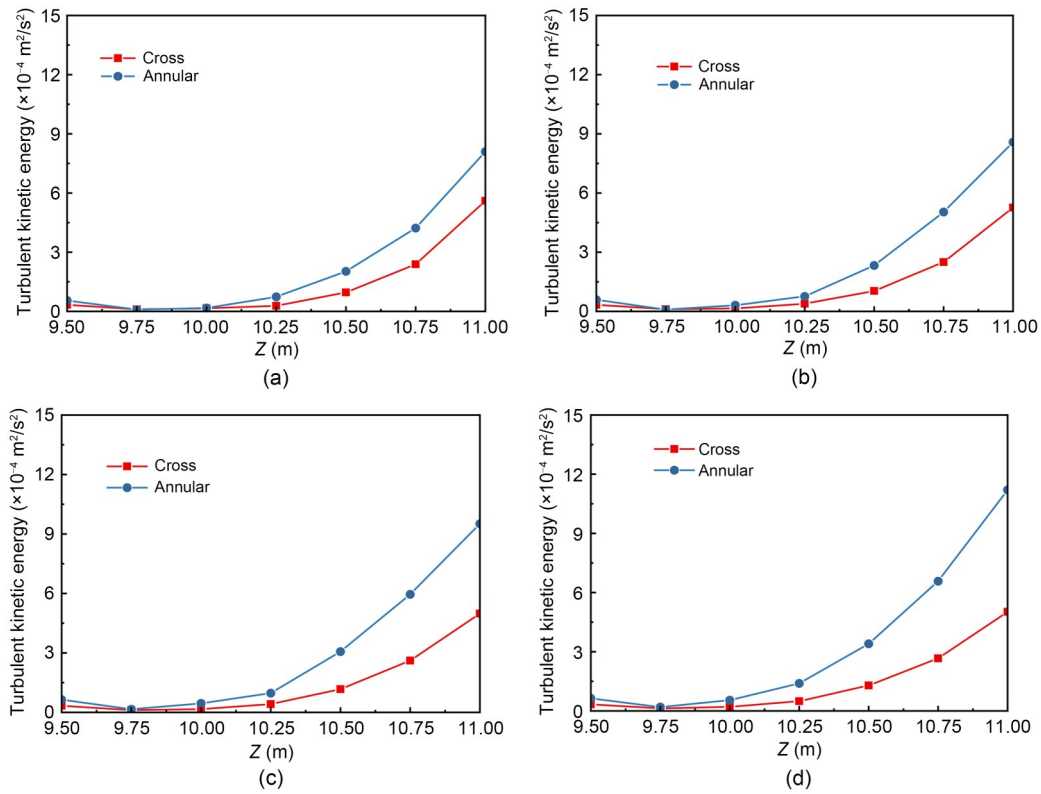 Turbulent kinetic energy (×10⁻⁴ m²/s²)
15
12
9
6
3
0
Cross
Annular
9.50 9.75 10.00 10.25 10.50 10.75 11.00
Z (m)
(a)
Turbulent kinetic energy (×10⁻⁴ m²/s²)
15
12
9
6
3
0
Cross
Annular
9.50 9.75 10.00 10.25 10.50 10.75 11.00
Z (m)
(b)
Turbulent kinetic energy (×10⁻⁴ m²/s²)
15
12
9
6
3
0
Cross
Annular
9.50 9.75 10.00 10.25 10.50 10.75 11.00
Z (m)
(c)
Turbulent kinetic energy (×10⁻⁴ m²/s²)
15
12
9
6
3
0
Cross
Annular
9.50 9.75 10.00 10.25 10.50 10.75 11.00
Z (m)
(d)